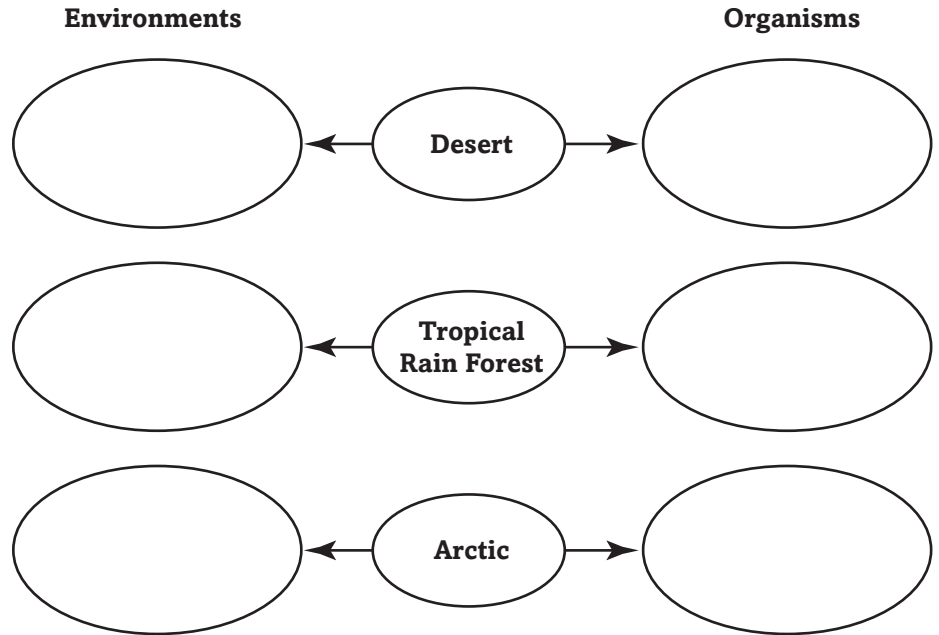 Environments
Organisms
Desert
Tropical
Rain Forest
Arctic